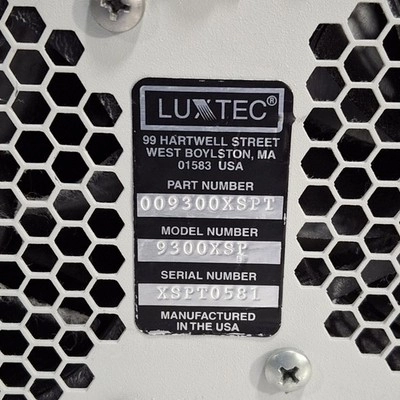 LUXTEC®
99 HARTWELL STREET
WEST BOYLSTON, MA
01583 USA
PART NUMBER
009300XSPT
MODEL NUMBER
9300XSP
SERIAL NUMBER
XSPT0581
MANUFACTURED
IN THE USA